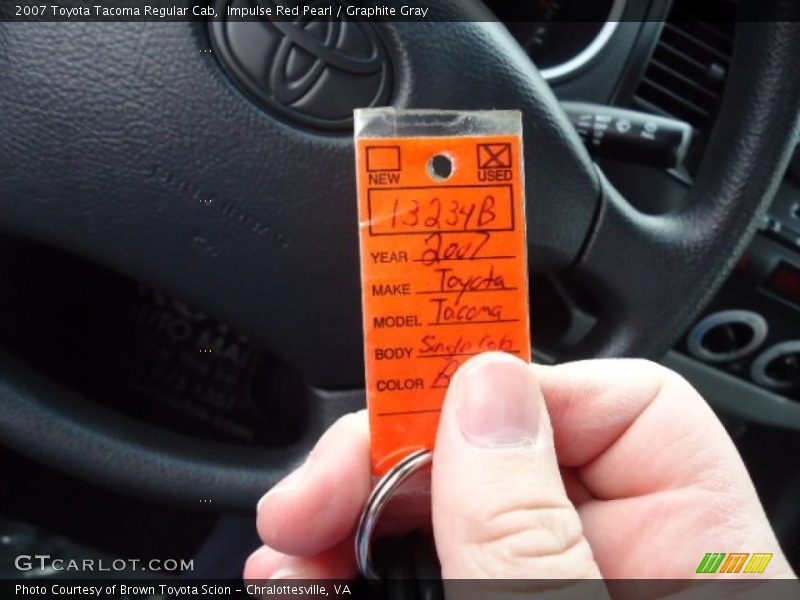 2007 Toyota Tacoma Regular Cab, Impulse Red Pearl / Graphite Gray
NEW USED
13234B
YEAR 2007
MAKE Toyota
MODEL Tacoma
BODY Single Cab
COLOR
GTCARLOT.COM
Photo Courtesy of Brown Toyota Scion - Chralottesville, VA